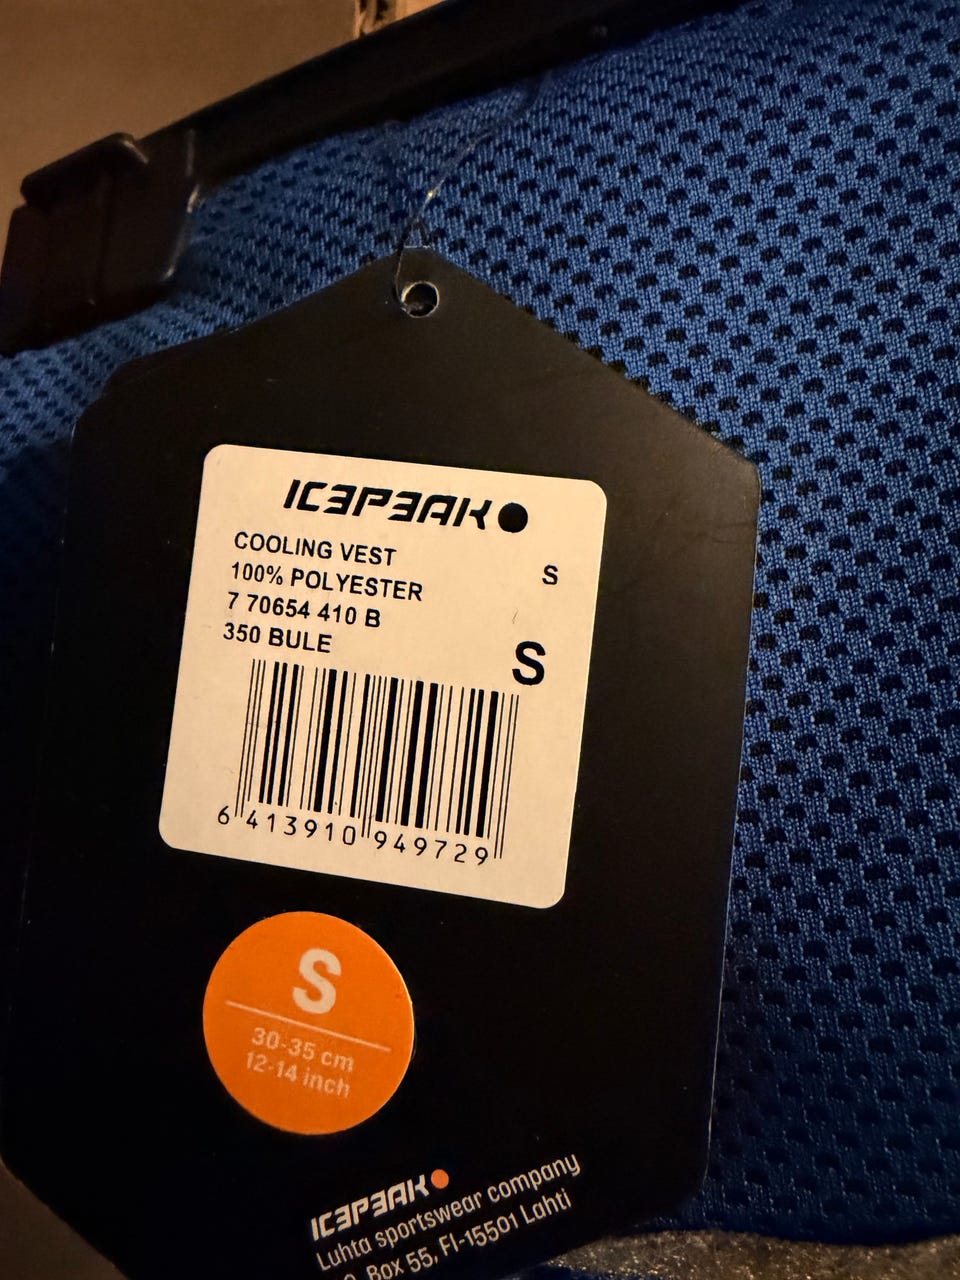 ICEPEAK
COOLING VEST
100% POLYESTER S
7 70654 410 B
350 BULE S
6 413910 949729
S
30-35 cm
12-14 inch
ICEPEAK
Luhta sportswear company
Box 55, FI-15501 Lahti